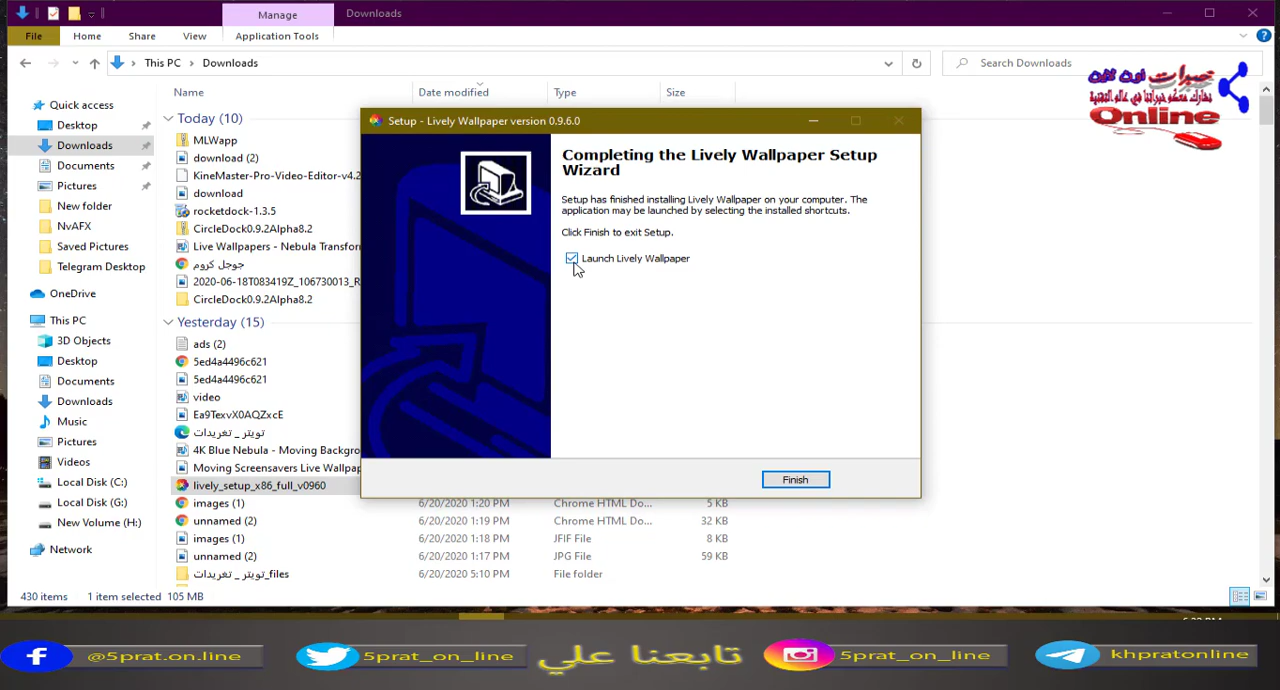 Manage
Downloads
File
Home
Share
View
Application Tools
This PC
Downloads
Search Downloads
خبرات اون لاين
نشارك معكم خبراتنا في عالم التقنية
Online
Name
Date modified
Type
Size
Quick access
Desktop
Downloads
Documents
Pictures
New folder
NvAFX
Saved Pictures
Telegram Desktop
OneDrive
This PC
3D Objects
Desktop
Documents
Downloads
Music
Pictures
Videos
Local Disk (C:)
Local Disk (G:)
New Volume (H:)
Network
Today (10)
MLWapp
download (2)
KineMaster-Pro-Video-Editor-v4.2
download
rocketdock-1.3.5
CircleDock0.9.2Alpha8.2
Live Wallpapers - Nebula Transfor
جوجل كروم
2020-06-18T083419Z_106730013_R
CircleDock0.9.2Alpha8.2
Yesterday (15)
ads (2)
5ed4a4496c621
5ed4a4496c621
video
Ea9TexvX0AQZxcE
تويتر _ تغريدات
4K Blue Nebula - Moving Backgro
Moving Screensavers Live Wallpap
lively_setup_x86_full_v0960
images (1)
6/20/2020 1:20 PM
Chrome HTML Do...
5 KB
unnamed (2)
6/20/2020 1:19 PM
Chrome HTML Do...
32 KB
images (1)
6/20/2020 1:18 PM
JFIF File
8 KB
unnamed (2)
6/20/2020 1:17 PM
JPG File
59 KB
تويتر _ تغريدات_files
6/20/2020 5:10 PM
File folder
Setup - Lively Wallpaper version 0.9.6.0
Completing the Lively Wallpaper Setup
Wizard
Setup has finished installing Lively Wallpaper on your computer. The
application may be launched by selecting the installed shortcuts.
Click Finish to exit Setup.
Launch Lively Wallpaper
Finish
430 items
1 item selected
105 MB
@5prat.on.line
5prat_on_line
تابعنا علي
5prat_on_line
khpratonline